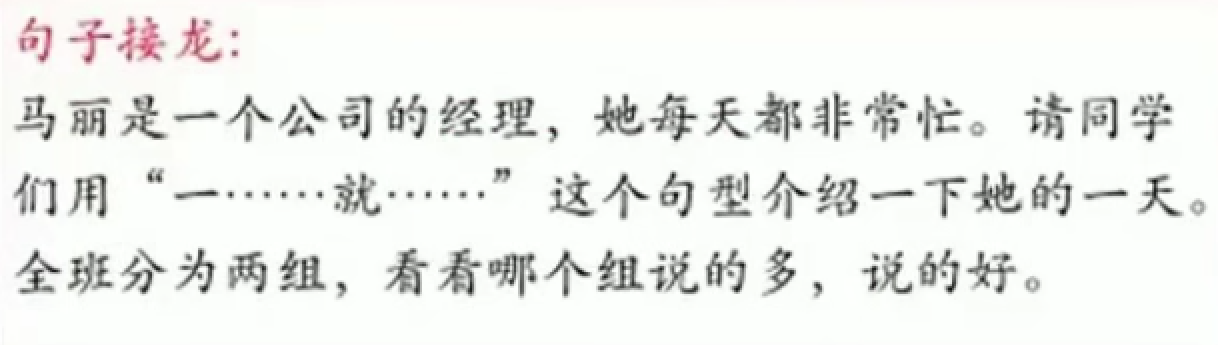 句子接龙：
马丽是一个公司的经理，她每天都非常忙。请同学
们用“一……就……”这个句型介绍一下她的一天。
全班分为两组，看看哪个组说的多，说的好。